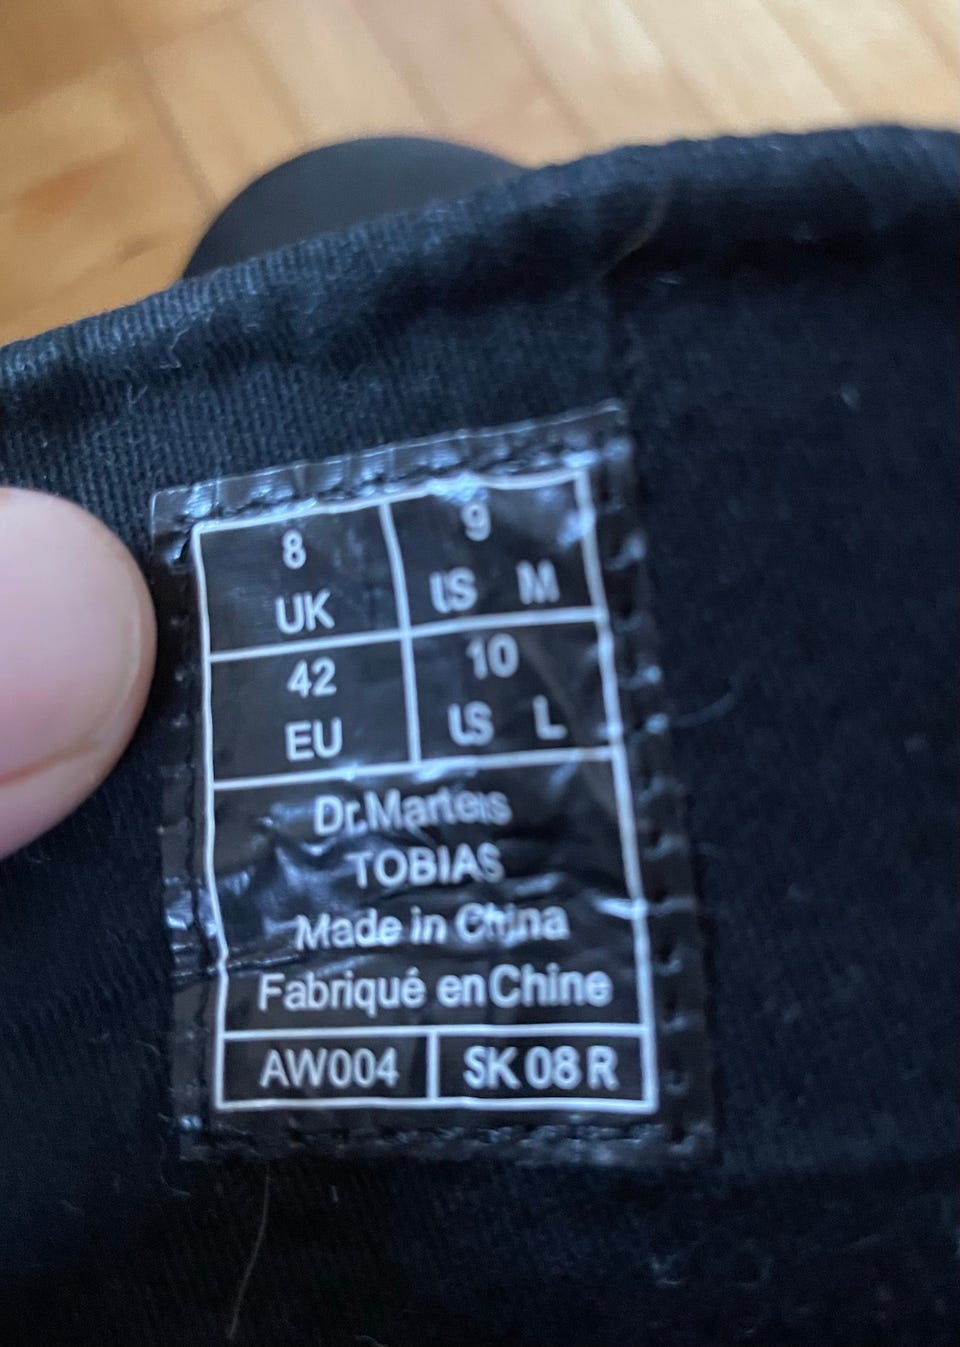 8
UK
9
US M
42
EU
10
US L
Dr.Martens
TOBIAS
Made in China
Fabriqué en Chine
AW004
SK 08 R